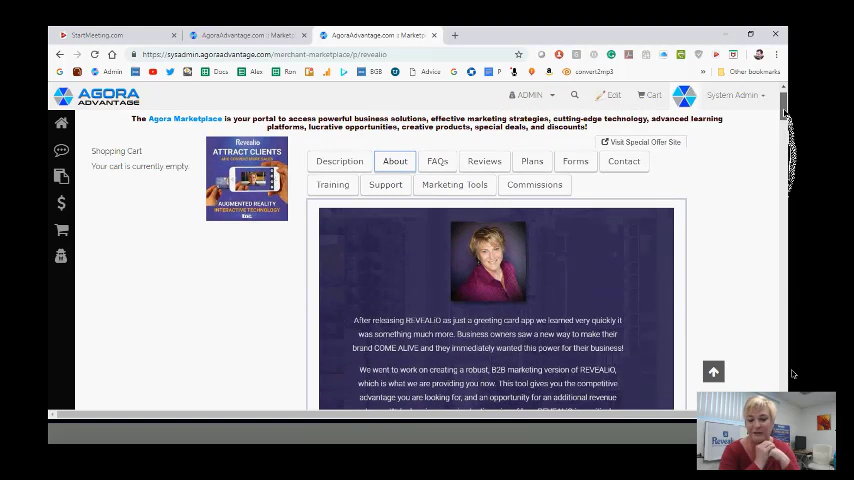 StartMeeting.com
AgoraAdvantage.com :: Market
AgoraAdvantage.com :: Marketp
https://sysadmin.agoraadvantage.com/merchant-marketplace/p/revealio
Admin
Docs
Alex
Ron
BGB
Advice
P
convert2mp3
Other bookmarks
AGORA
ADVANTAGE
ADMIN
Edit
Cart
System Admin
The Agora Marketplace is your portal to access powerful business solutions, effective marketing strategies, cutting-edge technology, advanced learning
platforms, lucrative opportunities, creative products, special deals, and discounts!
Visit Special Offer Site
Shopping Cart
Your cart is currently empty.
Revealio
ATTRACT CLIENTS
AND CONVERT MORE SALES
AUGMENTED REALITY
INTERACTIVE TECHNOLOGY
Description
About
FAQs
Reviews
Plans
Forms
Contact
Training
Support
Marketing Tools
Commissions
After releasing REVEALiO as just a greeting card app we learned very quickly it
was something much more. Business owners saw a new way to make their
brand COME ALIVE and they immediately wanted this power for their business!
We went to work on creating a robust, B2B marketing version of REVEALiO,
which is what we are providing you now. This tool gives you the competitive
advantage you are looking for, and an opportunity for an additional revenue